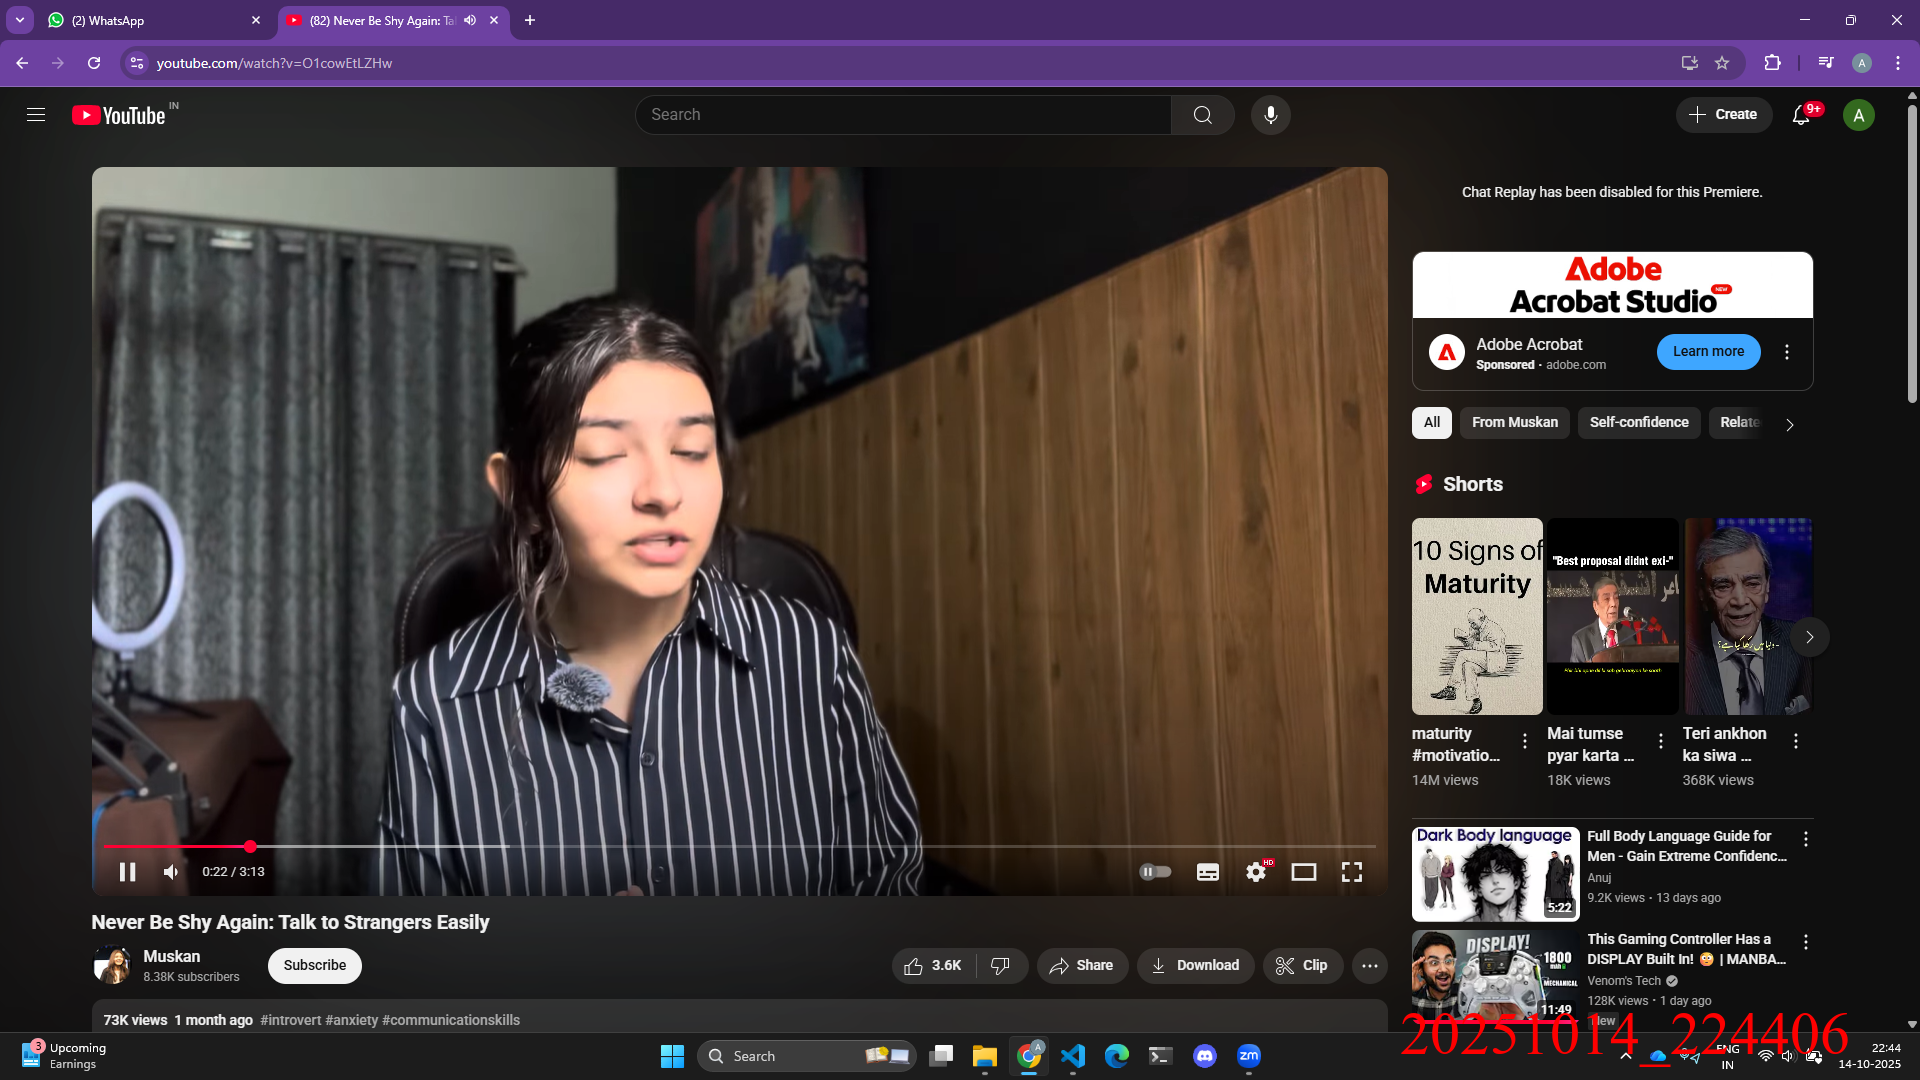 (2) WhatsApp
(82) Never Be Shy Again: Ta
youtube.com/watch?v=O1cowEtLZHw
A
YouTube IN
Search
Create
9+
A
Chat Replay has been disabled for this Premiere.
Adobe
Acrobat Studio NEW
Adobe Acrobat
Sponsored · adobe.com
Learn more
All
From Muskan
Self-confidence
Relate
Shorts
10 Signs of
Maturity
"Best proposal didnt exi-"
maturity
#motivatio...
14M views
Mai tumse
pyar karta ...
18K views
Teri ankhon
ka siwa ...
368K views
0:22 / 3:13
HD
Never Be Shy Again: Talk to Strangers Easily
Muskan
8.38K subscribers
Subscribe
3.6K
Share
Download
Clip
73K views 1 month ago #introvert #anxiety #communicationskills
Dark Body language
5:22
Full Body Language Guide for
Men - Gain Extreme Confidenc...
Anuj
9.2K views · 13 days ago
DISPLAY!
1800
mAh
MECHANICAL
11:49
This Gaming Controller Has a
DISPLAY Built In! 😳 | MANBA...
Venom's Tech
128K views · 1 day ago
New
20251014_224406
3
Upcoming
Earnings
Search
A
zm
ENG
IN
22:44
14-10-2025